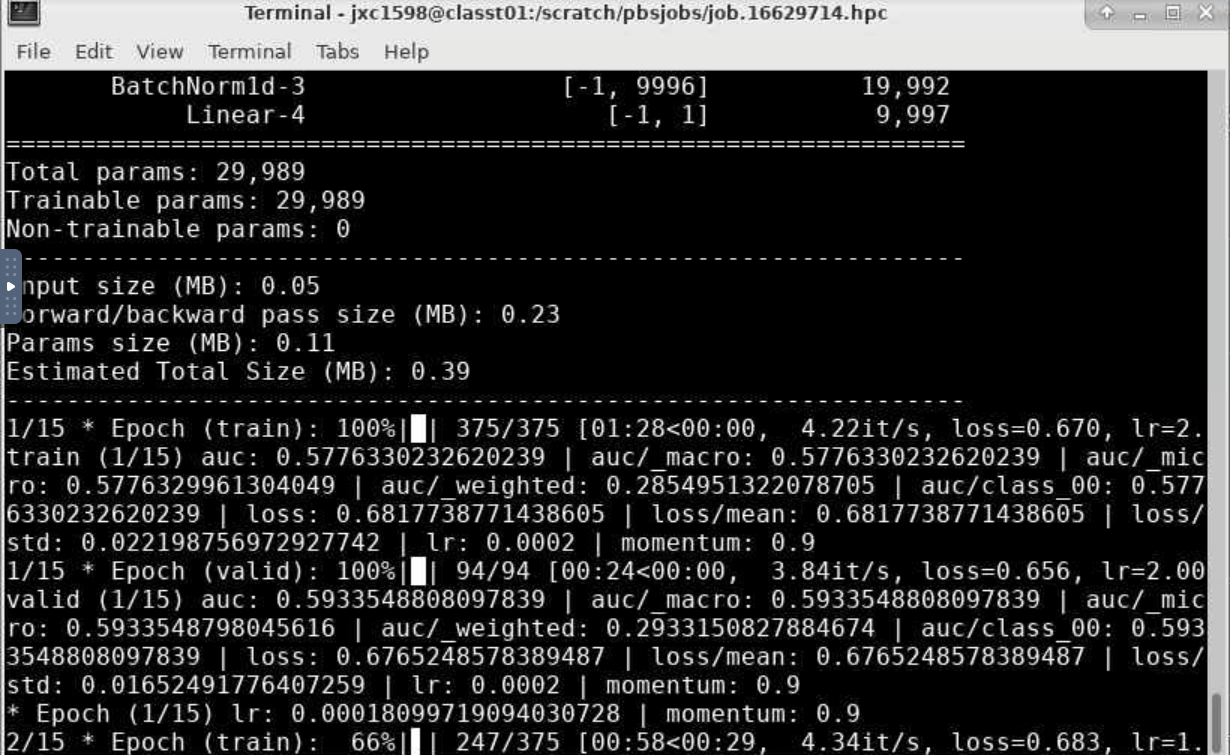 Terminal - jxc1598@classt01:/scratch/pbsjobs/job.16629714.hpc
File Edit View Terminal Tabs Help
BatchNorm1d-3 [-1, 9996] 19,992
Linear-4 [-1, 1] 9,997
================================================================
Total params: 29,989
Trainable params: 29,989
Non-trainable params: 0
----------------------------------------------------------------
nput size (MB): 0.05
orward/backward pass size (MB): 0.23
Params size (MB): 0.11
Estimated Total Size (MB): 0.39
----------------------------------------------------------------
1/15 * Epoch (train): 100%|█| 375/375 [01:28<00:00,  4.22it/s, loss=0.670, lr=2.
train (1/15) auc: 0.5776330232620239 | auc/_macro: 0.5776330232620239 | auc/_mic
ro: 0.5776329961304049 | auc/_weighted: 0.2854951322078705 | auc/class_00: 0.577
6330232620239 | loss: 0.6817738771438605 | loss/mean: 0.6817738771438605 | loss/
std: 0.022198756972927742 | lr: 0.0002 | momentum: 0.9
1/15 * Epoch (valid): 100%|█| 94/94 [00:24<00:00,  3.84it/s, loss=0.656, lr=2.00
valid (1/15) auc: 0.5933548808097839 | auc/_macro: 0.5933548808097839 | auc/_mic
ro: 0.5933548798045616 | auc/_weighted: 0.2933150827884674 | auc/class_00: 0.593
3548808097839 | loss: 0.6765248578389487 | loss/mean: 0.6765248578389487 | loss/
std: 0.01652491776407259 | lr: 0.0002 | momentum: 0.9
* Epoch (1/15) lr: 0.00018099719094030728 | momentum: 0.9
2/15 * Epoch (train):  66%|█| 247/375 [00:58<00:29,  4.34it/s, loss=0.683, lr=1.